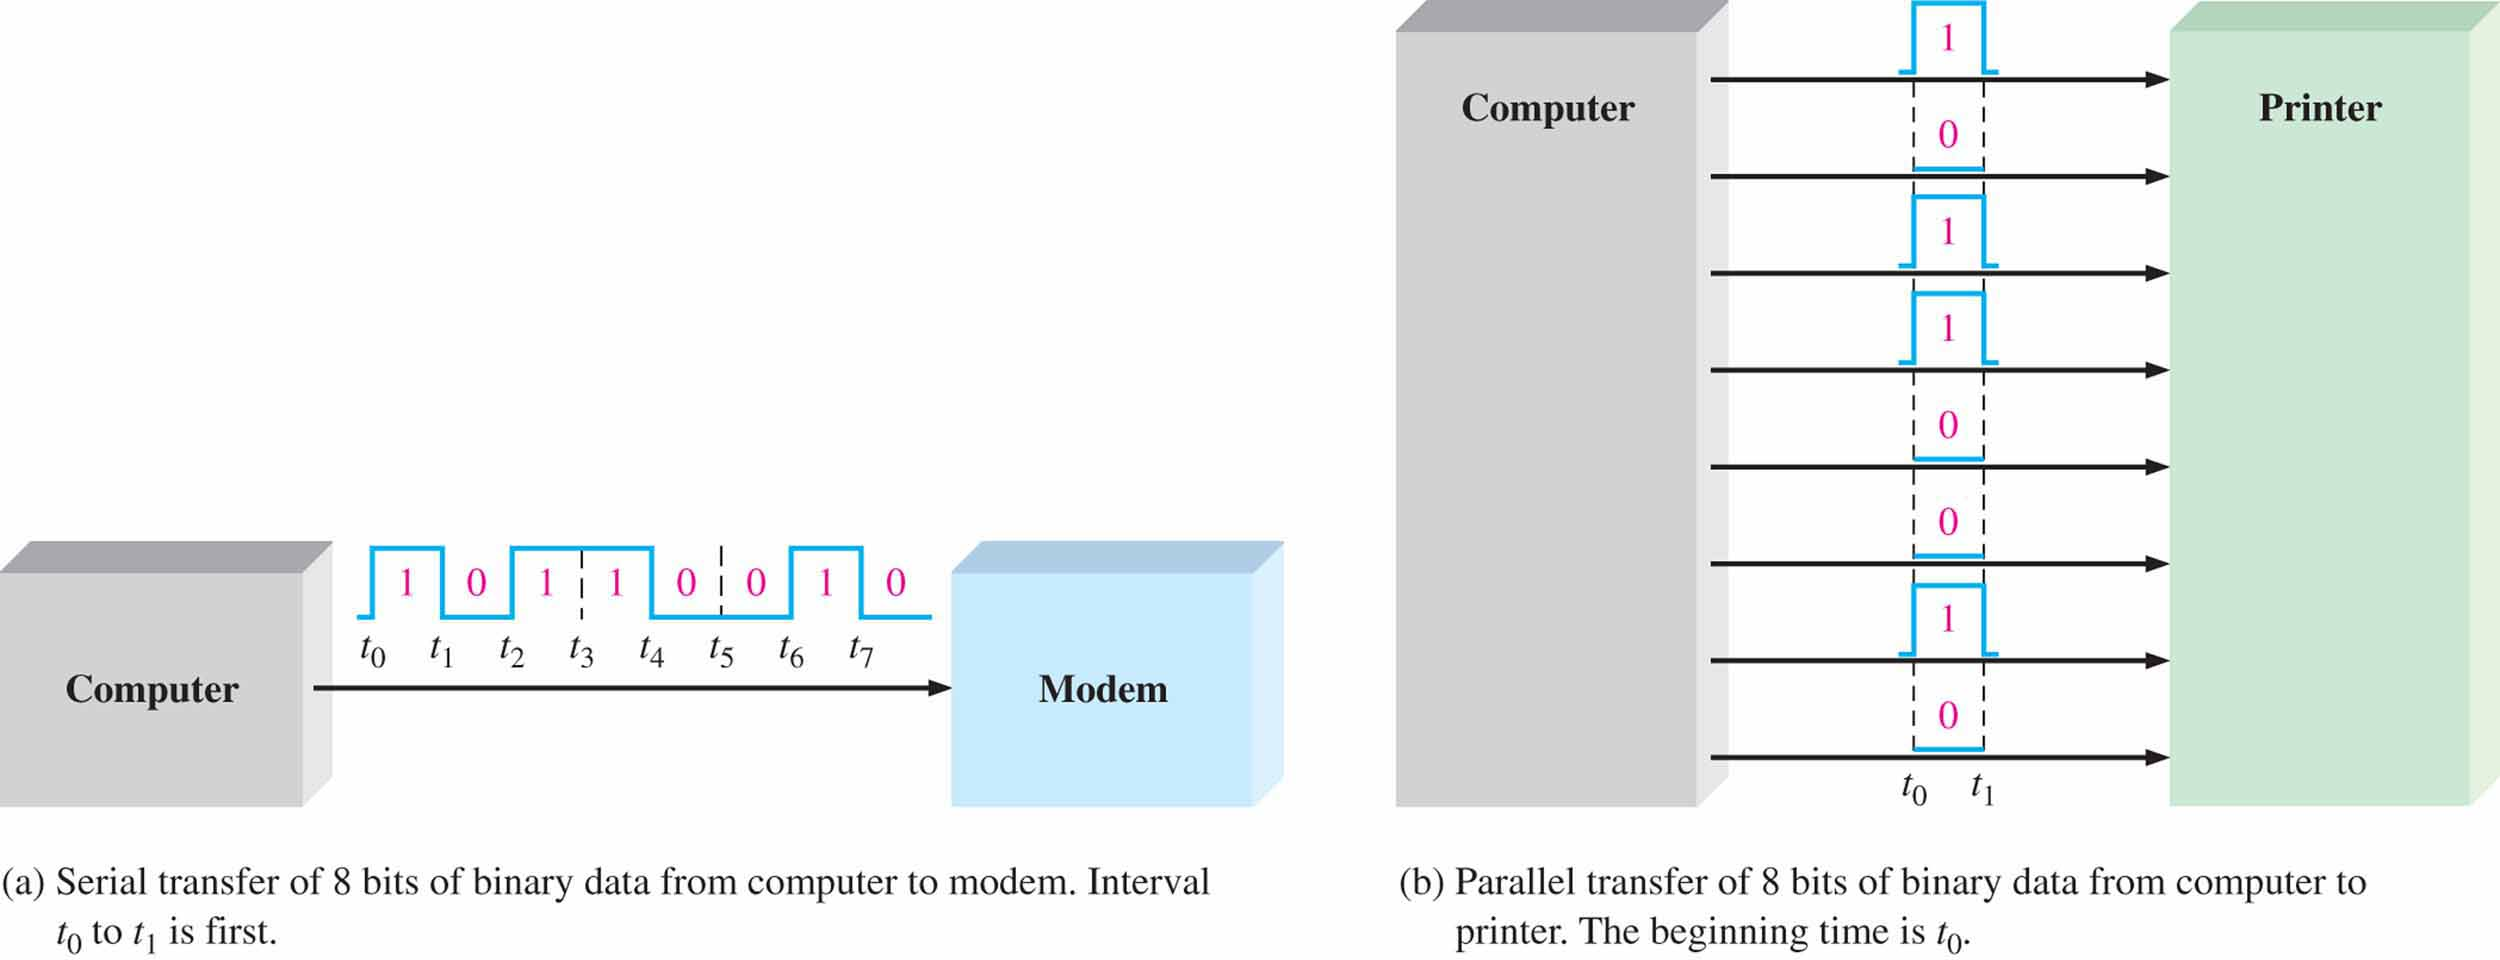 1 0 1 1 0 0 1 0
t₀ t₁ t₂ t₃ t₄ t₅ t₆ t₇
Computer
Modem
(a) Serial transfer of 8 bits of binary data from computer to modem. Interval
t₀ to t₁ is first.
Computer
1
0
1
1
0
0
1
0
t₀ t₁
Printer
(b) Parallel transfer of 8 bits of binary data from computer to
printer. The beginning time is t₀.